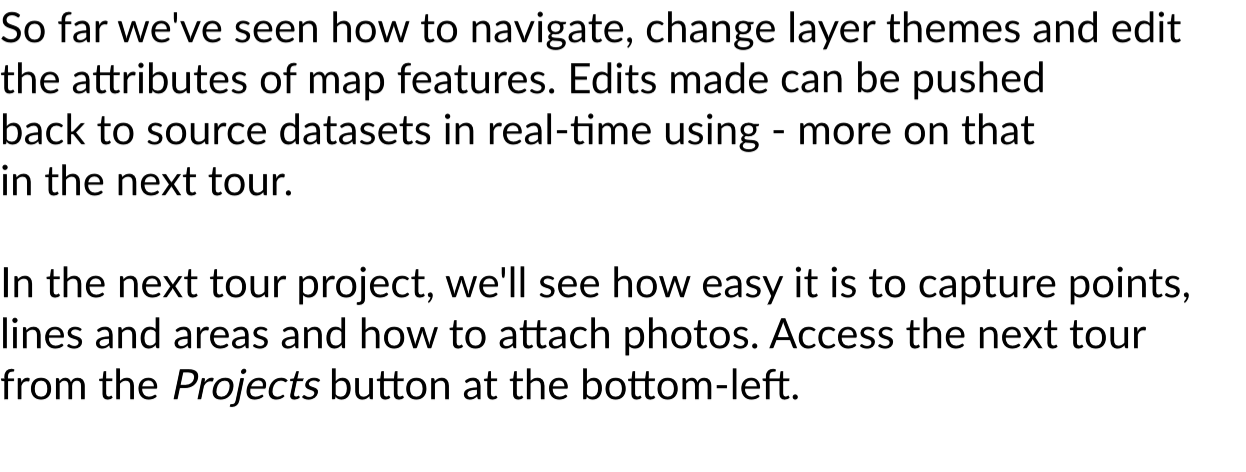 So far we've seen how to navigate, change layer themes and edit
the attributes of map features. Edits made can be pushed
back to source datasets in real-time using - more on that
in the next tour.
In the next tour project, we'll see how easy it is to capture points,
lines and areas and how to attach photos. Access the next tour
from the Projects button at the bottom-left.